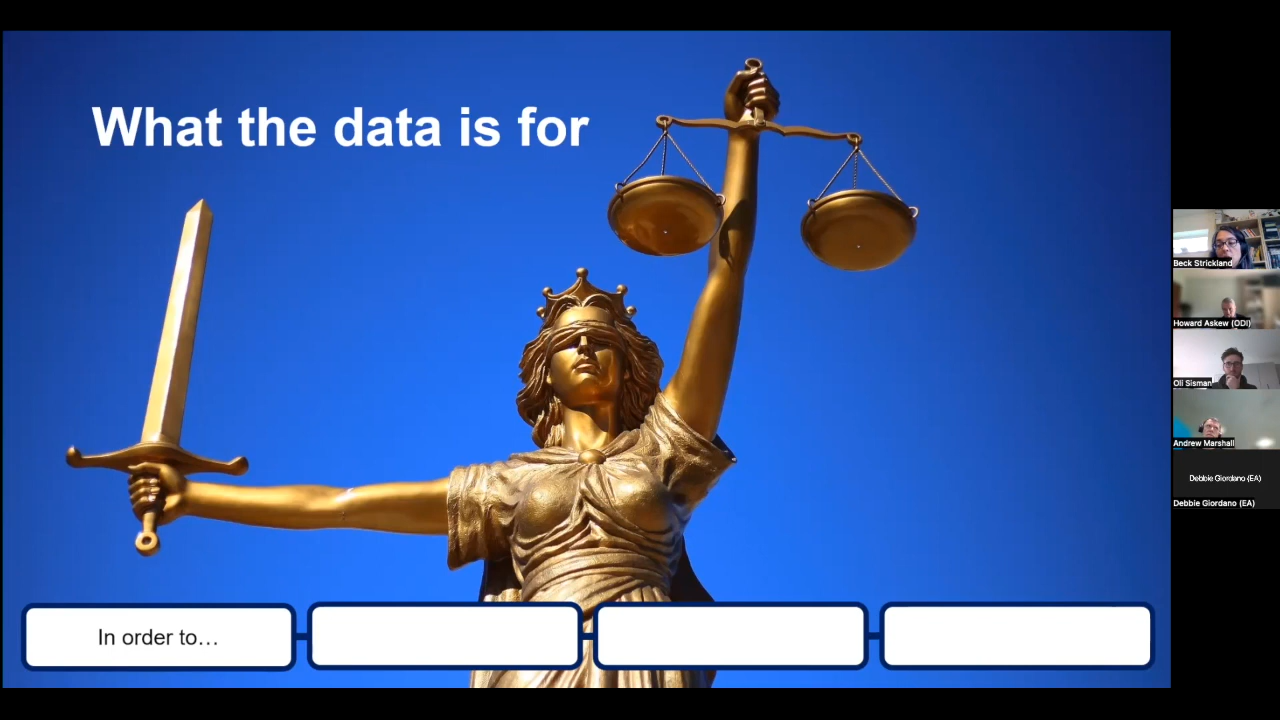 What the data is for
In order to…
Beck Strickland
Howard Askew (ODI)
Oli Sisman
Andrew Marshall
Debbie Giordano (EA)
Debbie Giordano (EA)